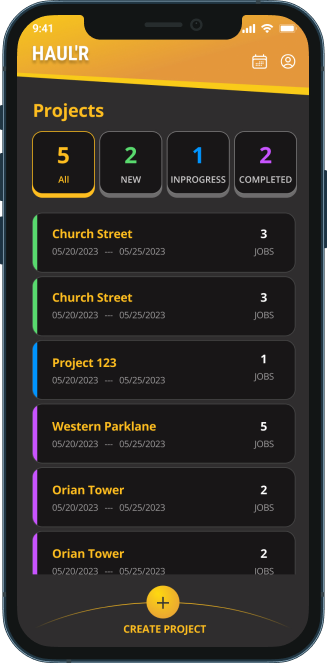 9:41
HAUL'R
Projects
5 2 1 2
All NEW INPROGRESS COMPLETED
Church Street 3
05/20/2023 --- 05/25/2023 JOBS
Church Street 3
05/20/2023 --- 05/25/2023 JOBS
Project 123 1
05/20/2023 --- 05/25/2023 JOBS
Western Parklane 5
05/20/2023 --- 05/25/2023 JOBS
Orian Tower 2
05/20/2023 --- 05/25/2023 JOBS
Orian Tower 2
05/20/2023 --- 05/25/2023 JOBS
+
CREATE PROJECT